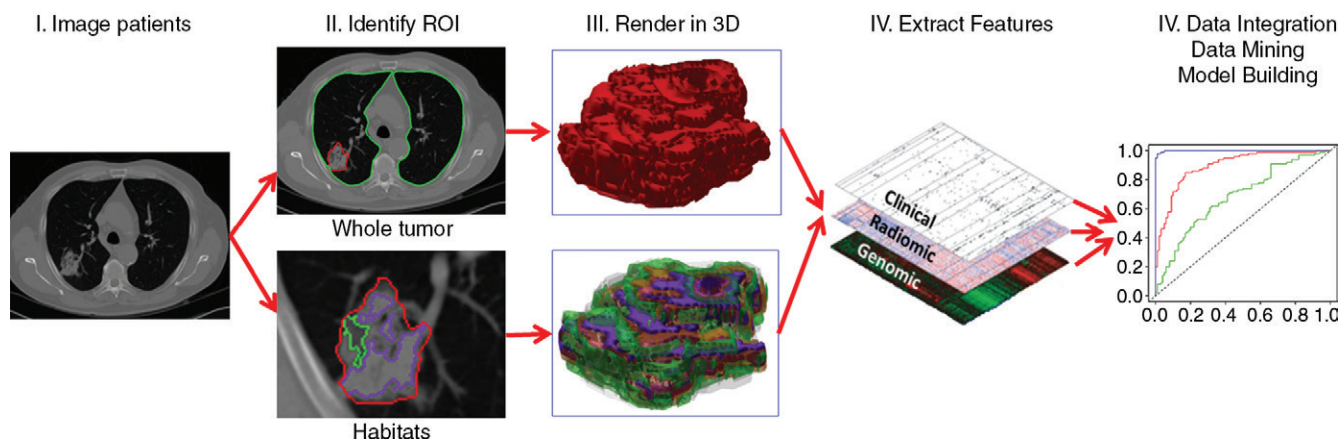 I. Image patients
II. Identify ROI
III. Render in 3D
IV. Extract Features
IV. Data Integration
Data Mining
Model Building
Whole tumor
Habitats
Clinical
Radiomic
Genomic
1.0
0.8
0.6
0.4
0.2
0.0
0.0 0.2 0.4 0.6 0.8 1.0